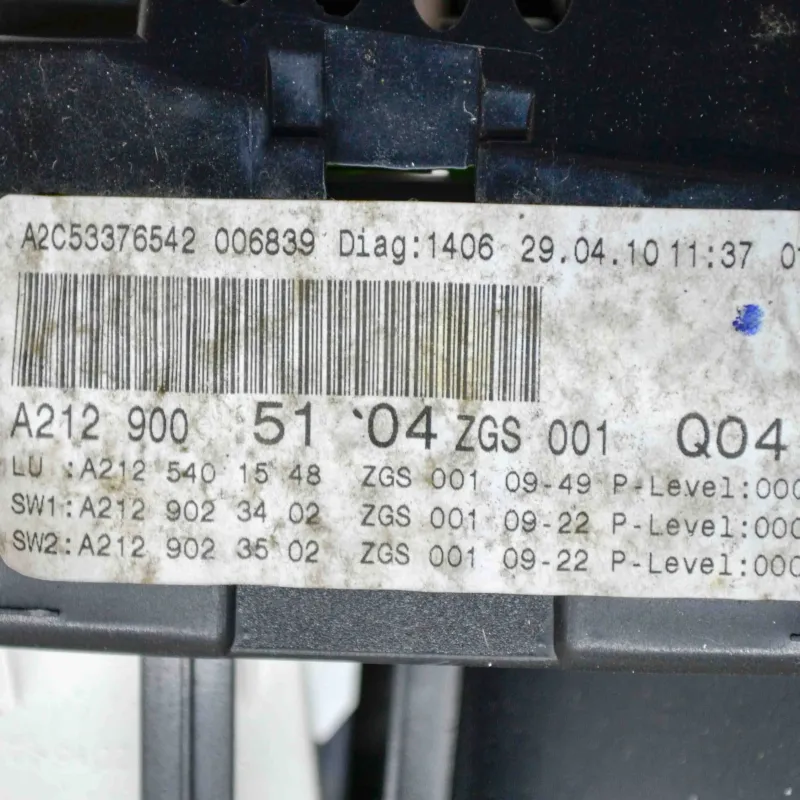 A2C53376542 006839 Diag:1406 29.04.10 11:37
A212 900 51 04 ZGS 001 Q04
LU :A212 540 15 48 ZGS 001 09-49 P-Level:000
SW1:A212 902 34 02 ZGS 001 09-22 P-Level:000
SW2:A212 902 35 02 ZGS 001 09-22 P-Level:000